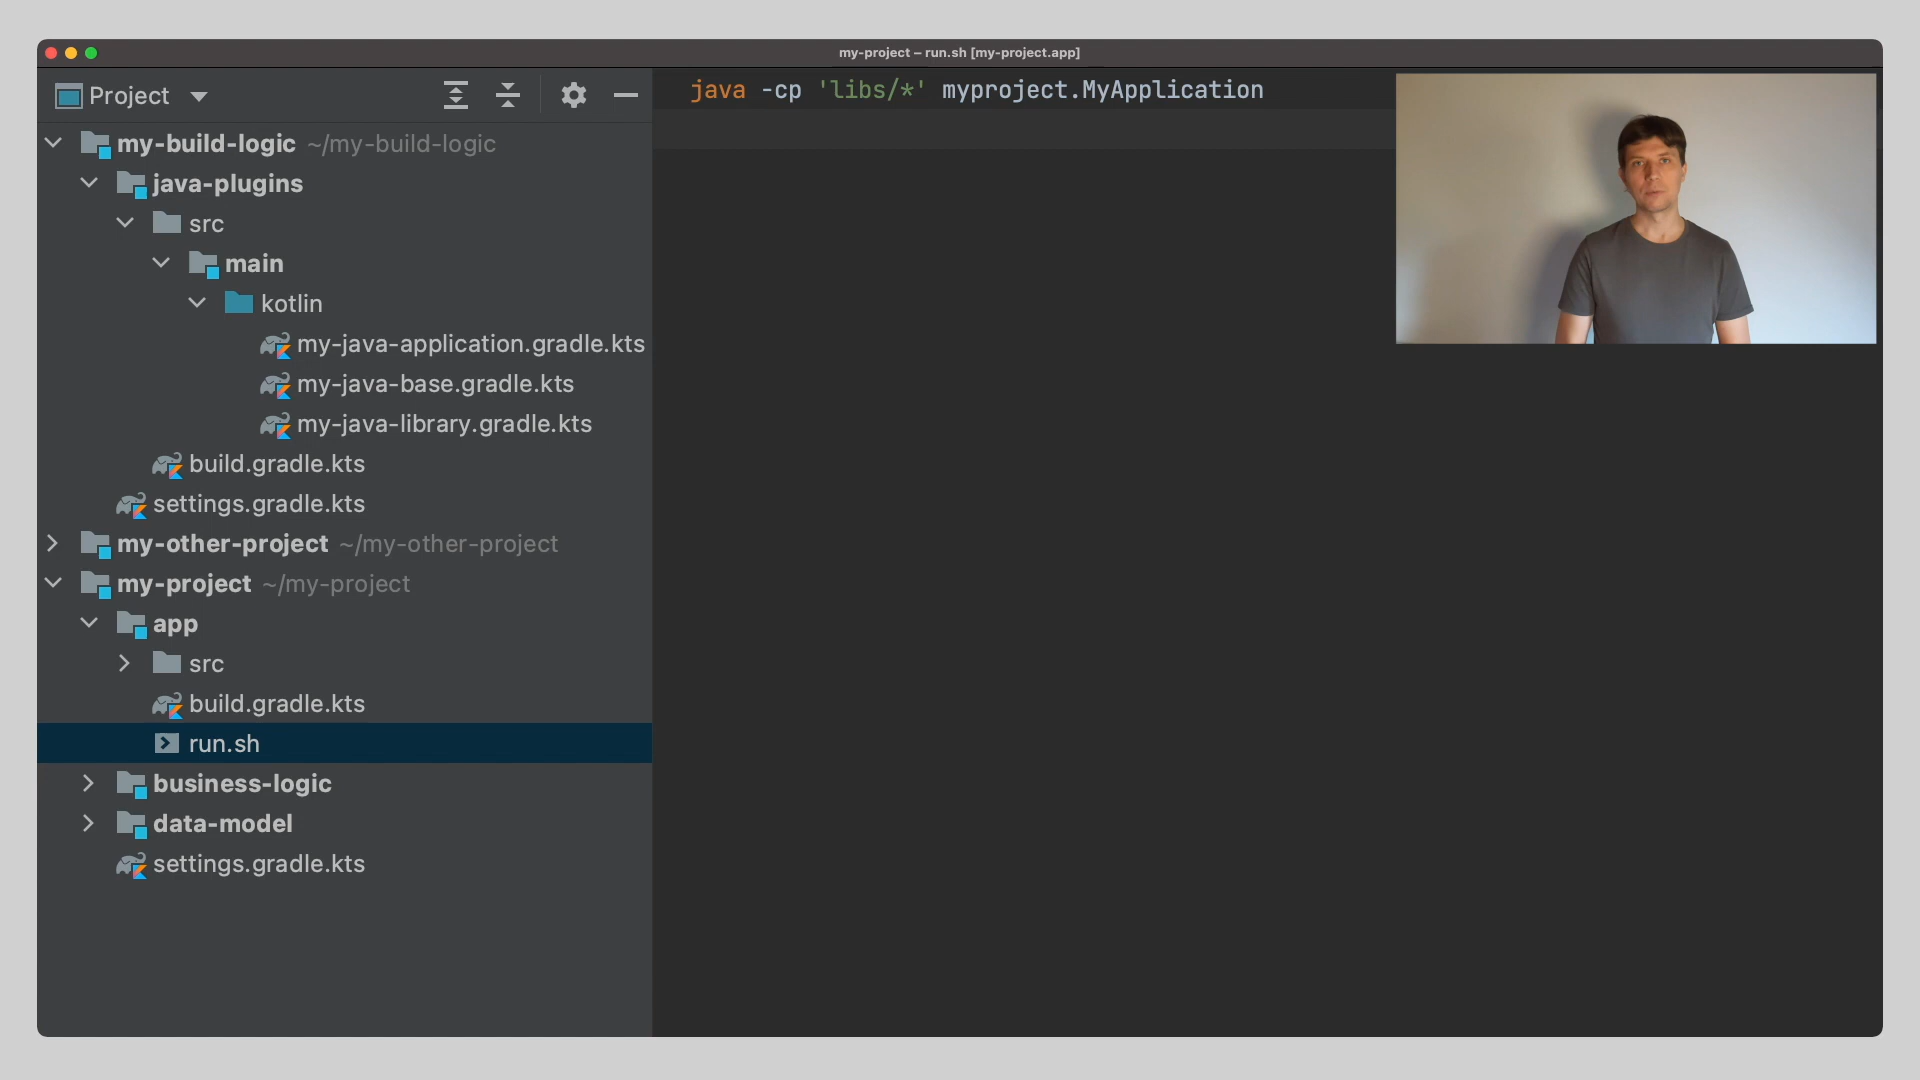 my-project – run.sh [my-project.app]
Project
java -cp 'libs/*' myproject.MyApplication
my-build-logic ~/my-build-logic
java-plugins
src
main
kotlin
my-java-application.gradle.kts
my-java-base.gradle.kts
my-java-library.gradle.kts
build.gradle.kts
settings.gradle.kts
my-other-project ~/my-other-project
my-project ~/my-project
app
src
build.gradle.kts
run.sh
business-logic
data-model
settings.gradle.kts